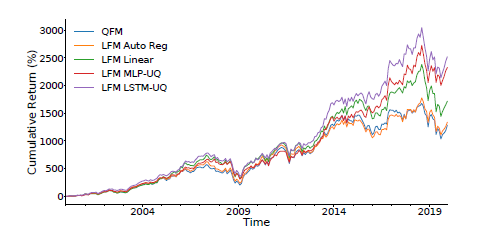 3000
2500
2000
1500
1000
500
0
Cumulative Return (%)
QFM
LFM Auto Reg
LFM Linear
LFM MLP-UQ
LFM LSTM-UQ
2004
2009
2014
2019
Time